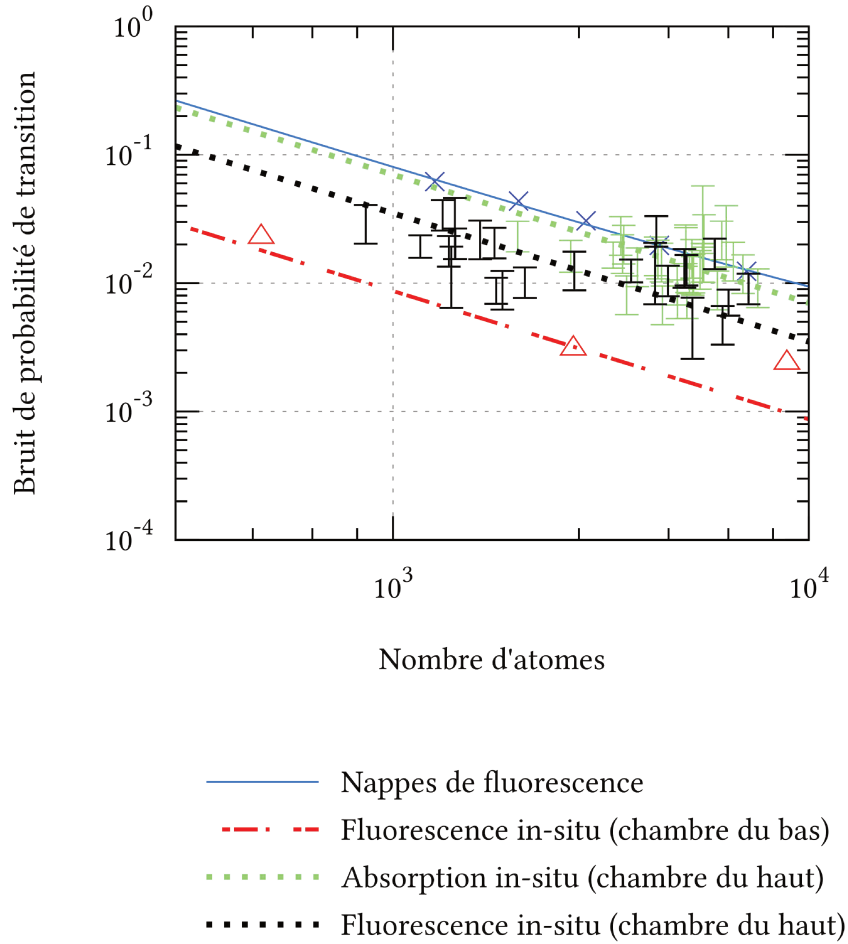 10^0
10^-1
10^-2
10^-3
10^-4
Bruit de probabilité de transition
10^3
10^4
Nombre d'atomes
Nappes de fluorescence
Fluorescence in-situ (chambre du bas)
Absorption in-situ (chambre du haut)
Fluorescence in-situ (chambre du haut)